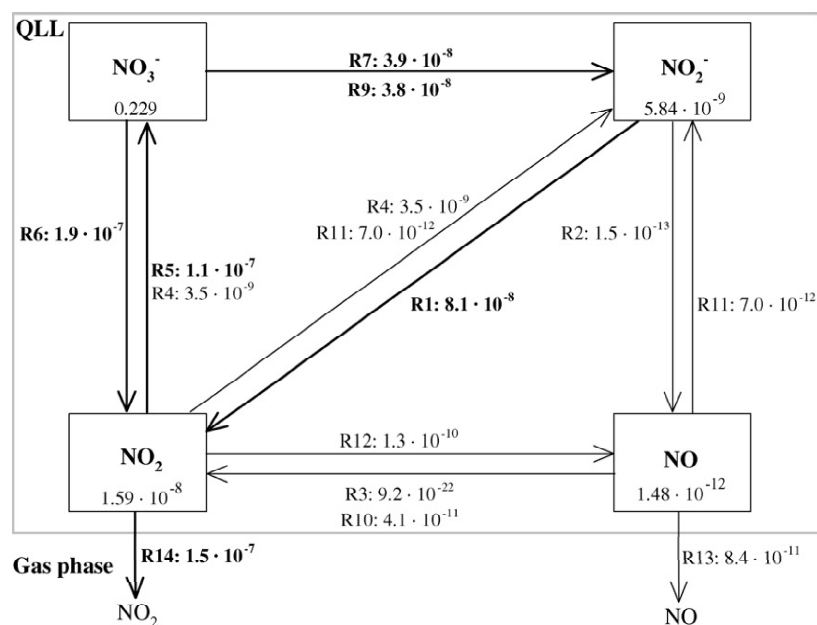 QLL
NO₃⁻
0.229
R7: 3.9 · 10⁻⁸
R9: 3.8 · 10⁻⁸
NO₂⁻
5.84 · 10⁻⁹
R6: 1.9 · 10⁻⁷
R5: 1.1 · 10⁻⁷
R4: 3.5 · 10⁻⁹
R4: 3.5 · 10⁻⁹
R11: 7.0 · 10⁻¹²
R1: 8.1 · 10⁻⁸
R2: 1.5 · 10⁻¹³
R11: 7.0 · 10⁻¹²
NO₂
1.59 · 10⁻⁸
R12: 1.3 · 10⁻¹⁰
R3: 9.2 · 10⁻²²
R10: 4.1 · 10⁻¹¹
NO
1.48 · 10⁻¹²
Gas phase
R14: 1.5 · 10⁻⁷
NO₂
R13: 8.4 · 10⁻¹¹
NO